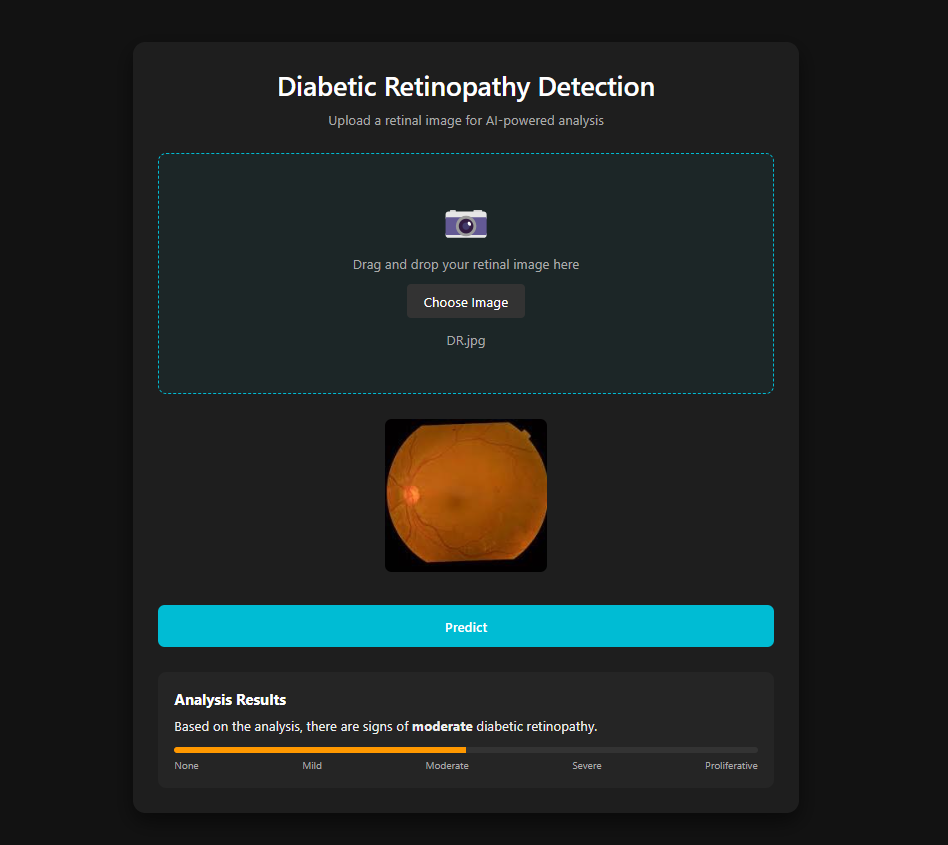 Diabetic Retinopathy Detection
Upload a retinal image for AI-powered analysis
Drag and drop your retinal image here
Choose Image
DR.jpg
Predict
Analysis Results
Based on the analysis, there are signs of moderate diabetic retinopathy.
None Mild Moderate Severe Proliferative